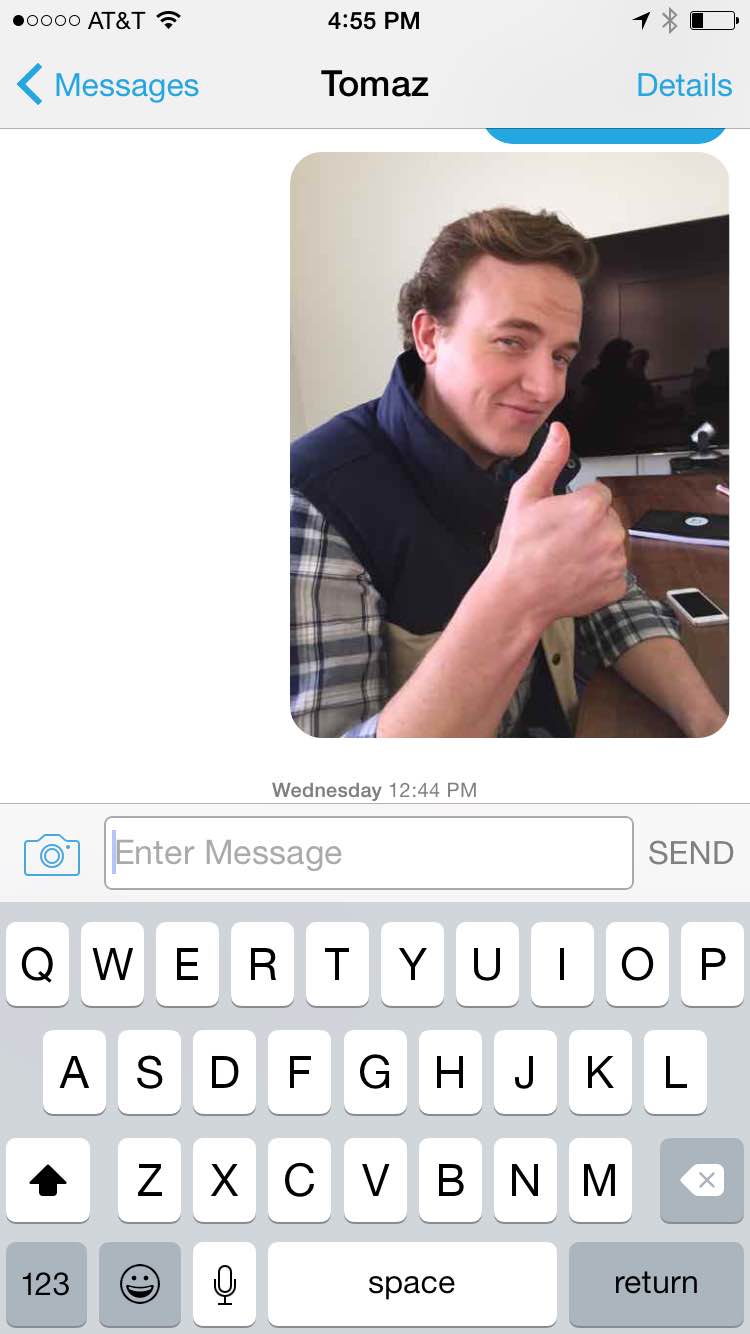 AT&T 4:55 PM
Messages Tomaz Details
Wednesday 12:44 PM
Enter Message SEND
Q W E R T Y U I O P
A S D F G H J K L
Z X C V B N M
123 space return